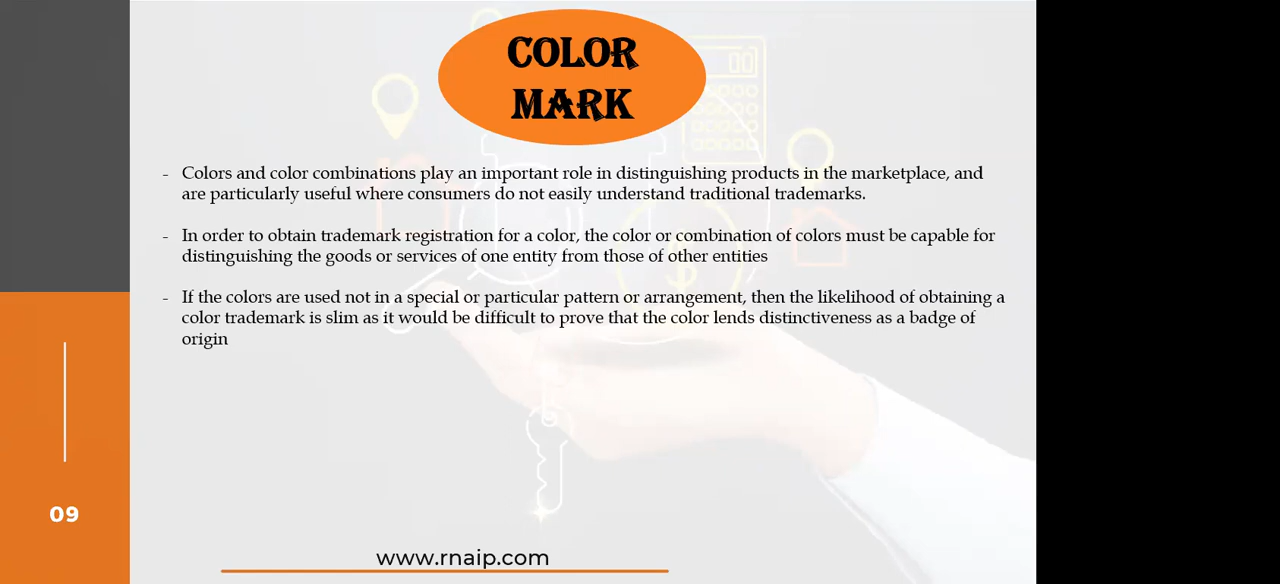 COLOR
MARK
- Colors and color combinations play an important role in distinguishing products in the marketplace, and
are particularly useful where consumers do not easily understand traditional trademarks.
- In order to obtain trademark registration for a color, the color or combination of colors must be capable for
distinguishing the goods or services of one entity from those of other entities
- If the colors are used not in a special or particular pattern or arrangement, then the likelihood of obtaining a
color trademark is slim as it would be difficult to prove that the color lends distinctiveness as a badge of
origin
09
www.rnaip.com